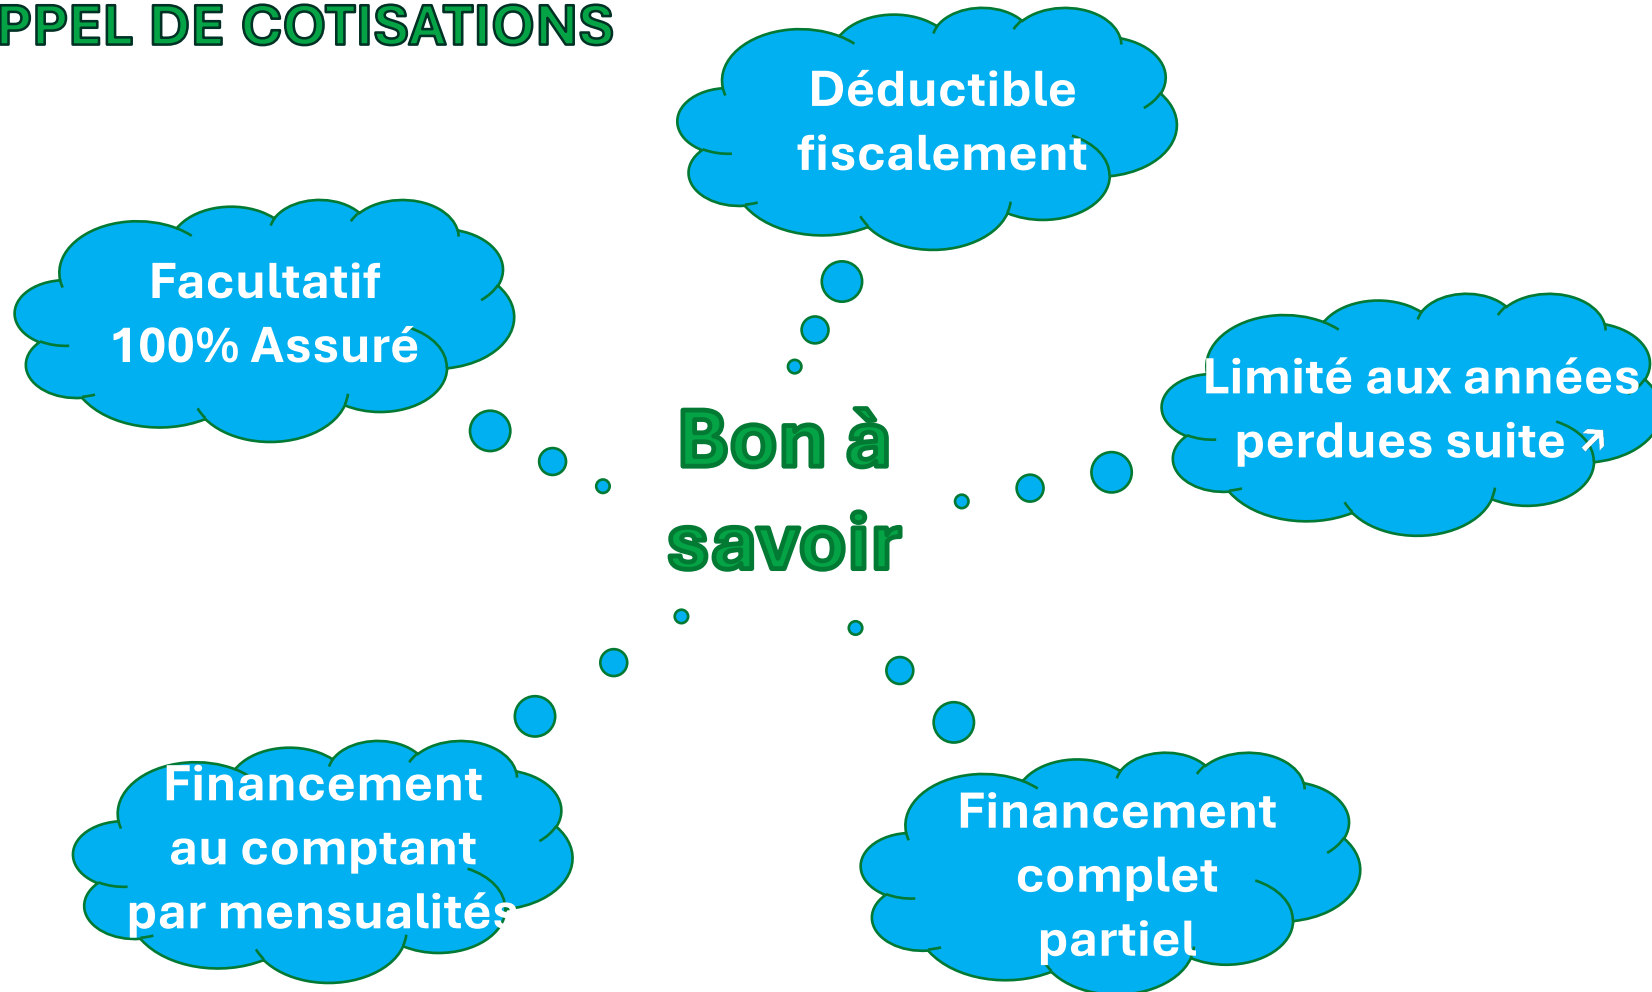 PPEL DE COTISATIONS
Déductible
fiscalement
Facultatif
100% Assuré
Limité aux années
perdues suite ↗
Bon à
savoir
Financement
au comptant
par mensualités
Financement
complet
partiel